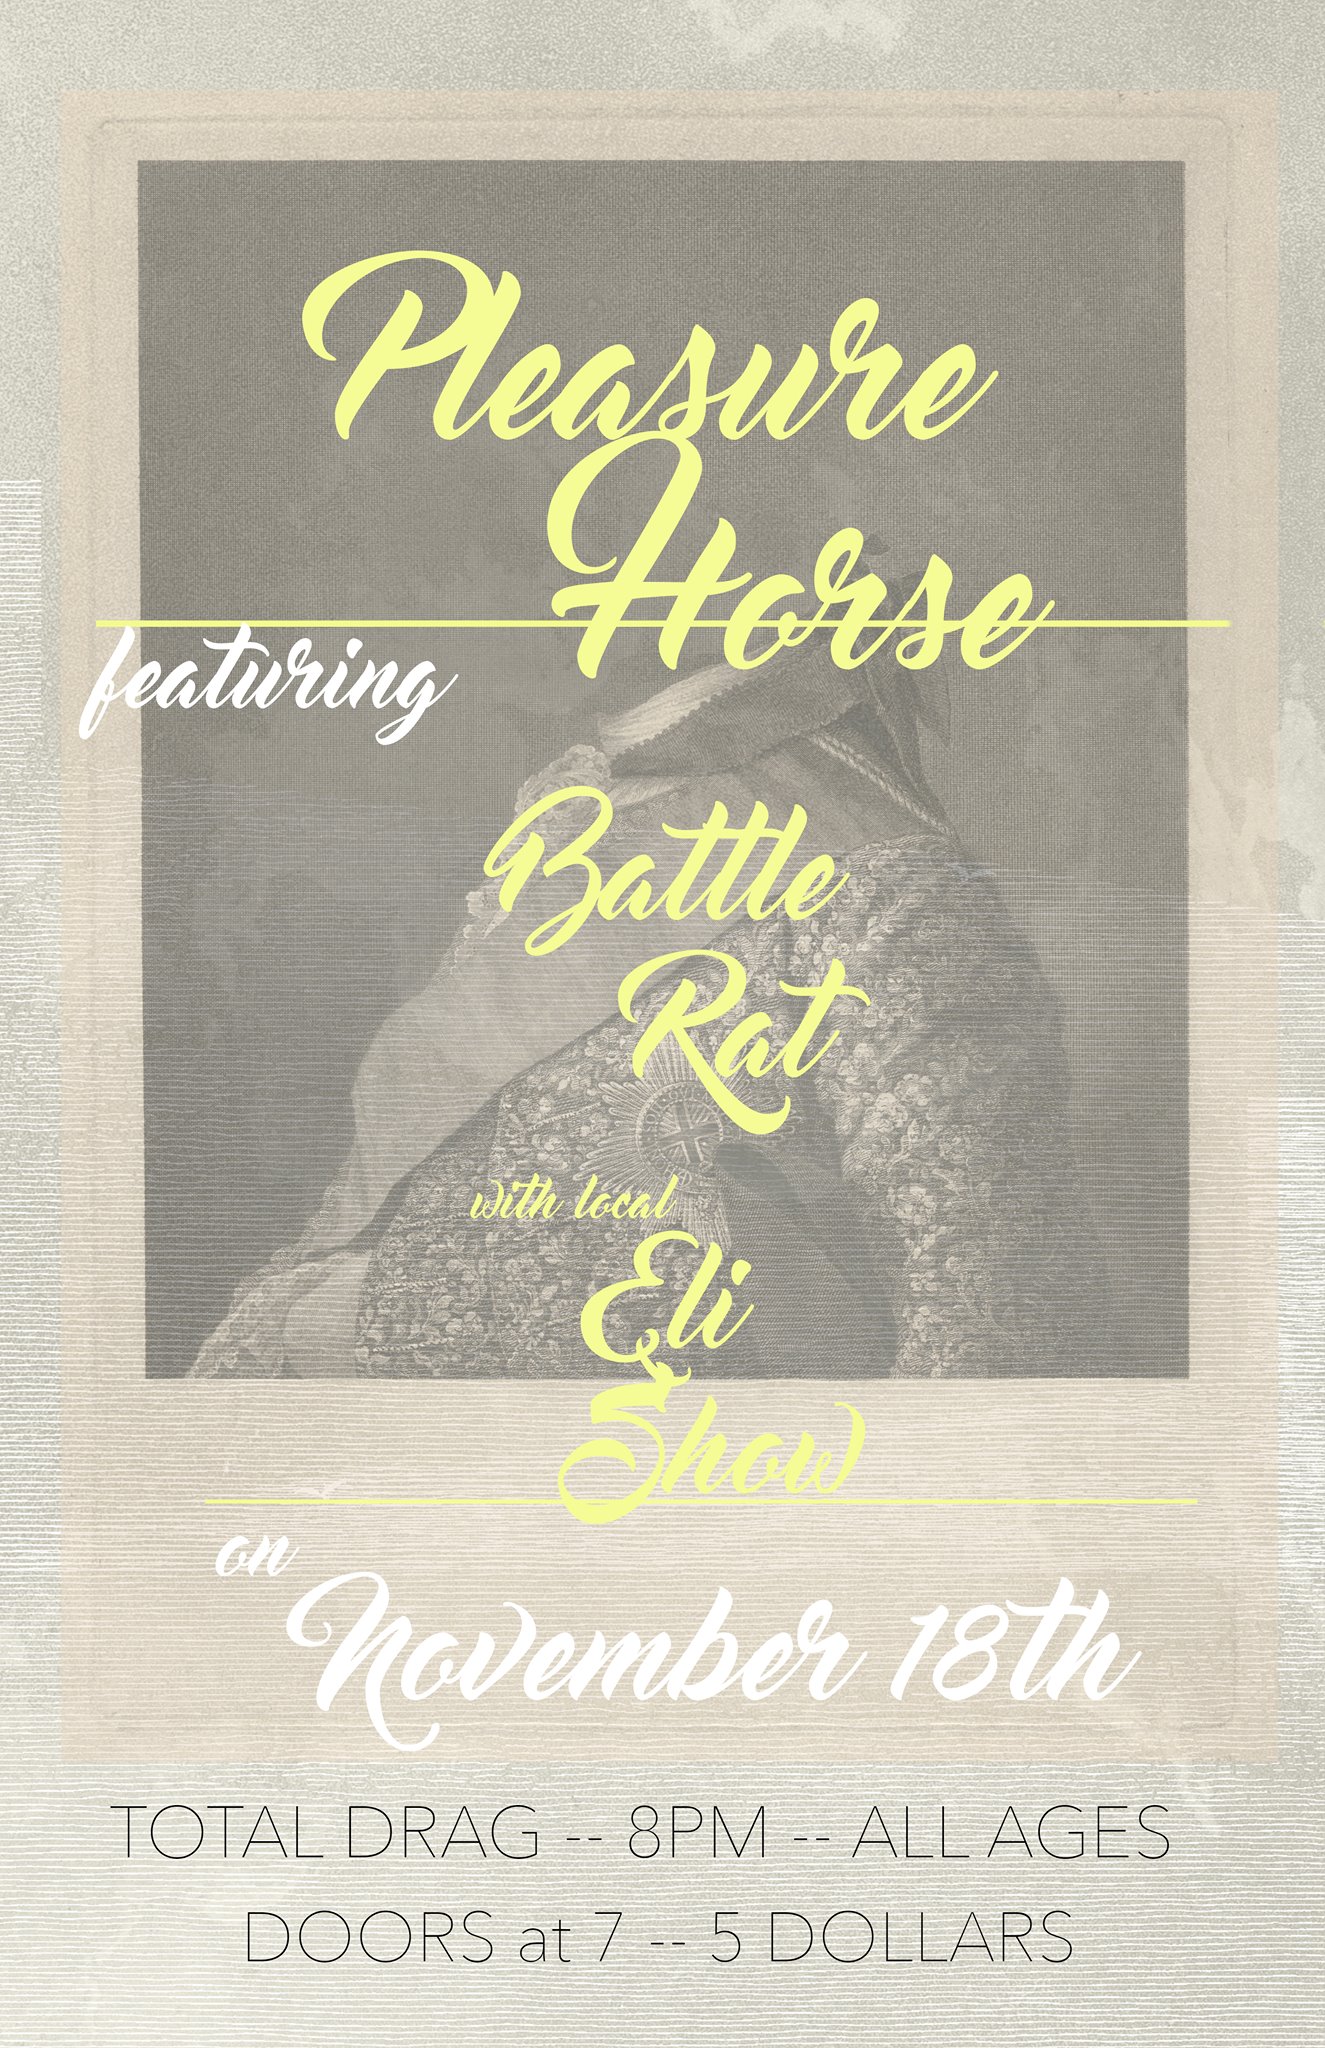 Pleasure
Horse
featuring
Battle
Rat
with local
Eli
Show
on
November 18th
TOTAL DRAG -- 8PM -- ALL AGES
DOORS at 7 -- 5 DOLLARS